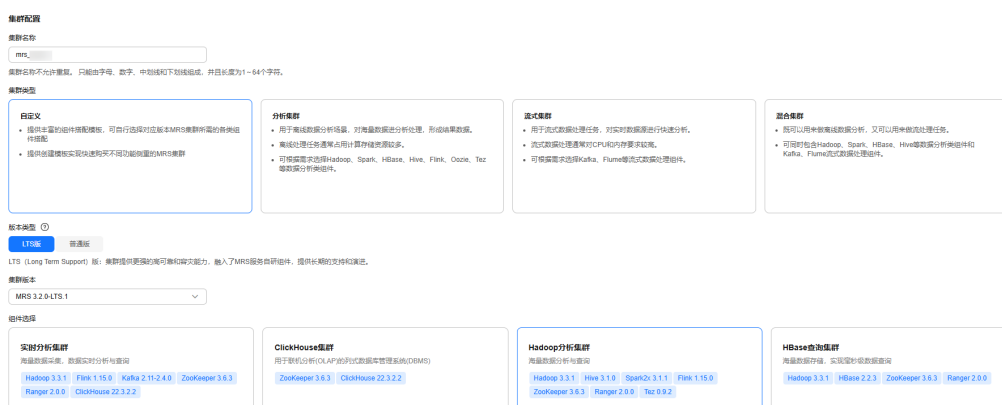 集群配置
集群名称
mrs_
集群名称不允许重复。 只能由字母、数字、中划线和下划线组成，并且长度为1－64个字符。
集群类型
自定义
• 提供丰富的组件搭配模板，可自行选择对应版本MRS集群所需的各类组件搭配
• 提供创建模板实现快速购买不同功能侧重的MRS集群
分析集群
• 用于离线数据分析场景，对海量数据进分析处理，形成结果数据。
• 离线处理任务通常占用计算存储资源较多。
• 可根据需求选择Hadoop、Spark、HBase、Hive、Flink、Oozie、Tez等数据分析类组件。
流式集群
• 用于流式数据处理任务，对实时数据源进行快速分析。
• 流式数据处理通常对CPU和内存要求较高。
• 可根据需求选择Kafka、Flume等流式数据处理组件。
混合集群
• 既可以用来做离线数据分析，又可以用来做流处理任务。
• 可同时包含Hadoop、Spark、HBase、Hive等数据分析类组件和Kafka、Flume流式数据处理组件。
版本类型 ?
LTS版 普通版
LTS（Long Term Support）版：集群提供更强的高可靠和容灾能力，融入了MRS服务自研组件，提供长期的支持和演进。
集群版本
MRS 3.2.0-LTS.1
组件选择
实时分析集群
海量数据采集，数据实时分析与查询
Hadoop 3.3.1 Flink 1.15.0 Kafka 2.11-2.4.0 ZooKeeper 3.6.3
Ranger 2.0.0 ClickHouse 22.3.2.2
ClickHouse集群
用于联机分析(OLAP)的列式数据库管理系统(DBMS)
ZooKeeper 3.6.3 ClickHouse 22.3.2.2
Hadoop分析集群
海量数据分析与查询
Hadoop 3.3.1 Hive 3.1.0 Spark2x 3.1.1 Flink 1.15.0
ZooKeeper 3.6.3 Ranger 2.0.0 Tez 0.9.2
HBase查询集群
海量数据存储，实现毫秒级数据查询
Hadoop 3.3.1 HBase 2.2.3 ZooKeeper 3.6.3 Ranger 2.0.0